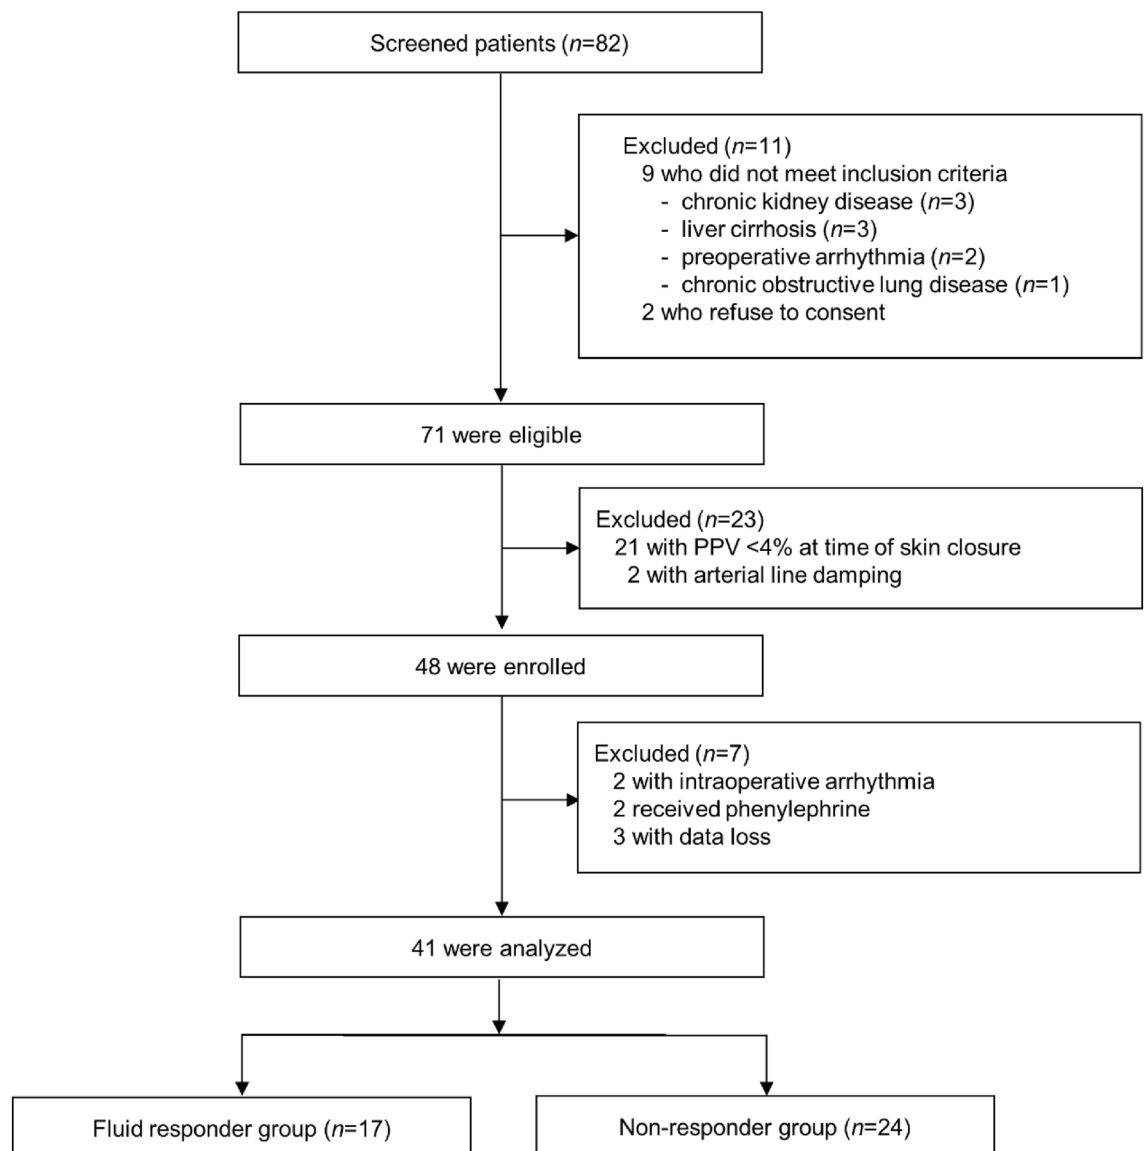 Screened patients (n=82)
Excluded (n=11)
9 who did not meet inclusion criteria
- chronic kidney disease (n=3)
- liver cirrhosis (n=3)
- preoperative arrhythmia (n=2)
- chronic obstructive lung disease (n=1)
2 who refuse to consent
71 were eligible
Excluded (n=23)
21 with PPV <4% at time of skin closure
2 with arterial line damping
48 were enrolled
Excluded (n=7)
2 with intraoperative arrhythmia
2 received phenylephrine
3 with data loss
41 were analyzed
Fluid responder group (n=17)
Non-responder group (n=24)